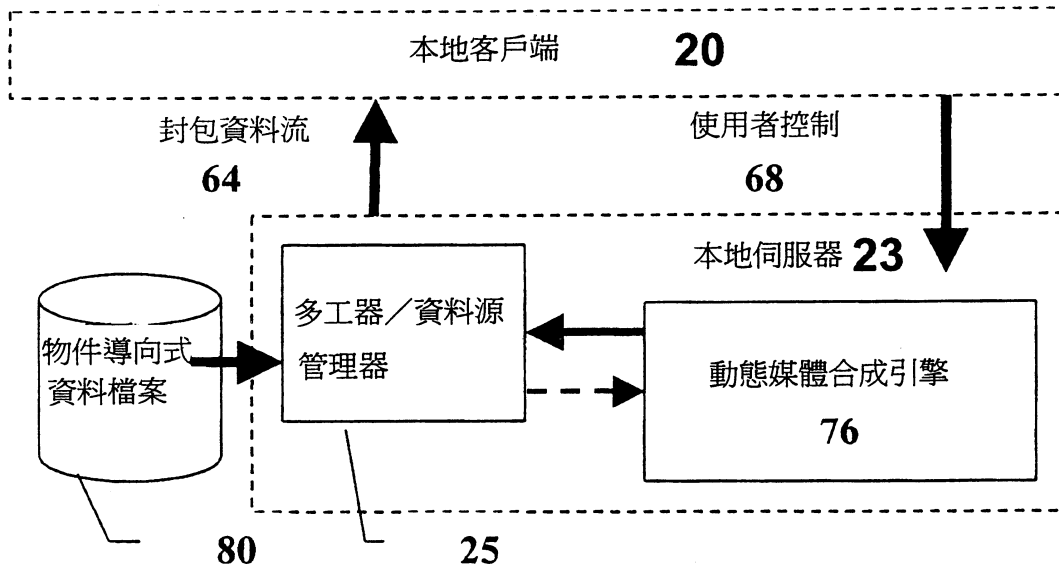 本地客戶端 20
封包資料流
64
使用者控制
68
本地伺服器 23
多工器／資料源
管理器
物件導向式
資料檔案
動態媒體合成引擎
76
80
25